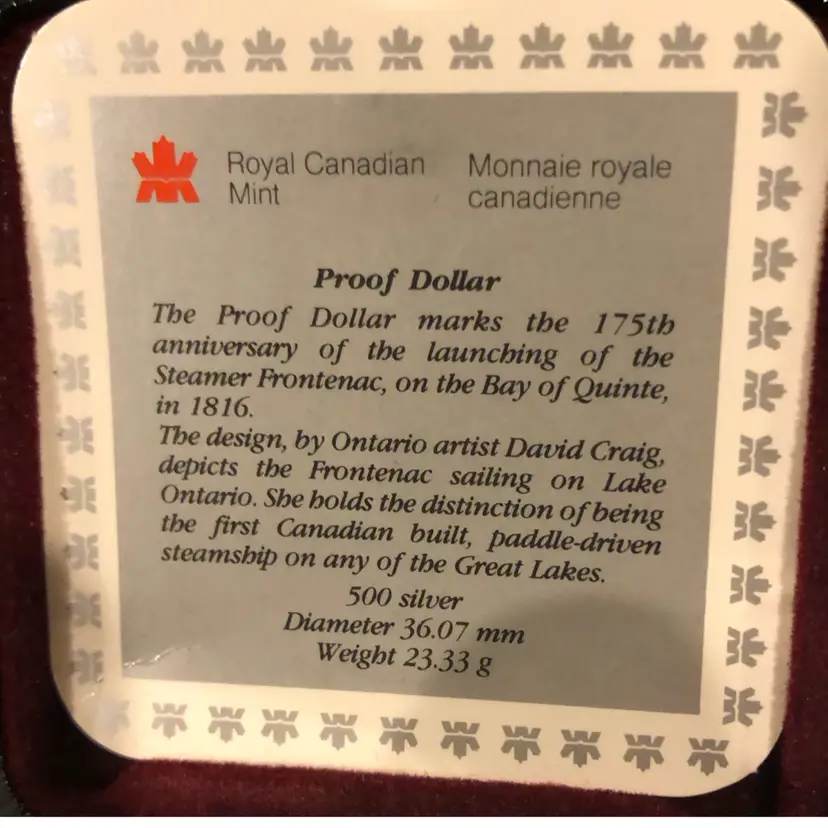 Royal Canadian Mint
Monnaie royale canadienne
Proof Dollar
The Proof Dollar marks the 175th
anniversary of the launching of the
Steamer Frontenac, on the Bay of Quinte,
in 1816.
The design, by Ontario artist David Craig,
depicts the Frontenac sailing on Lake
Ontario. She holds the distinction of being
the first Canadian built, paddle-driven
steamship on any of the Great Lakes.
500 silver
Diameter 36.07 mm
Weight 23.33 g